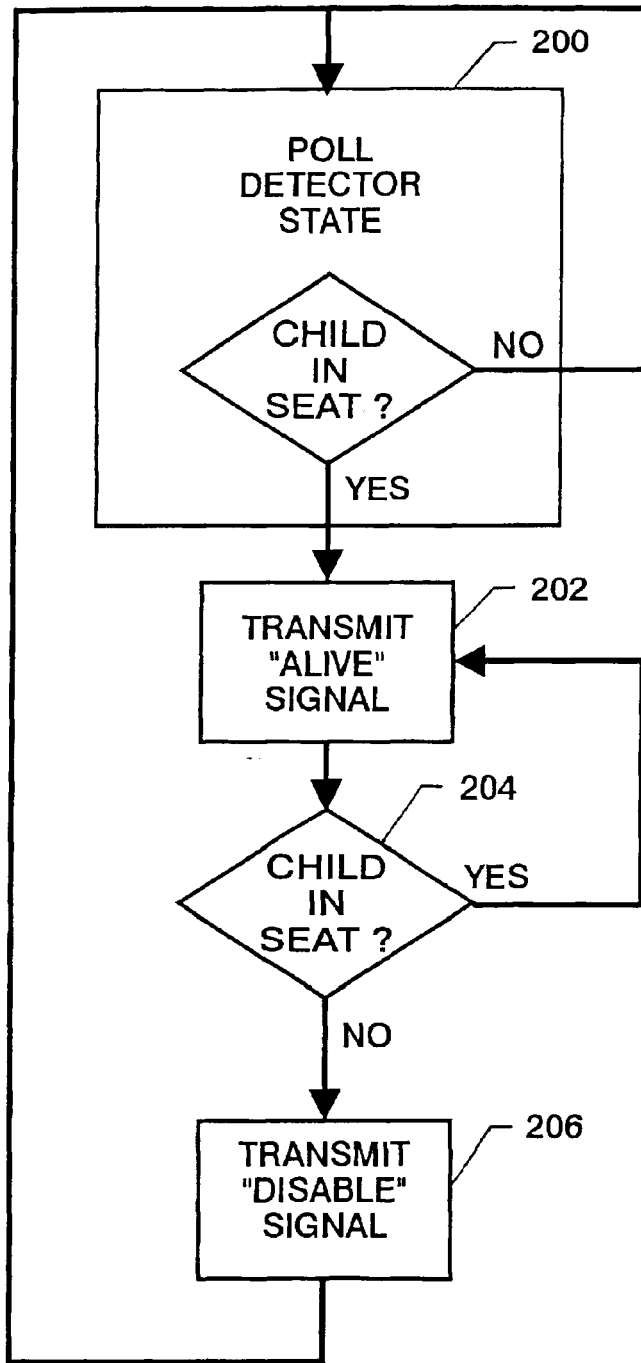 200
POLL
DETECTOR
STATE
CHILD
IN
SEAT ?
NO
YES
202
TRANSMIT
"ALIVE"
SIGNAL
204
CHILD
IN
SEAT ?
YES
NO
206
TRANSMIT
"DISABLE"
SIGNAL